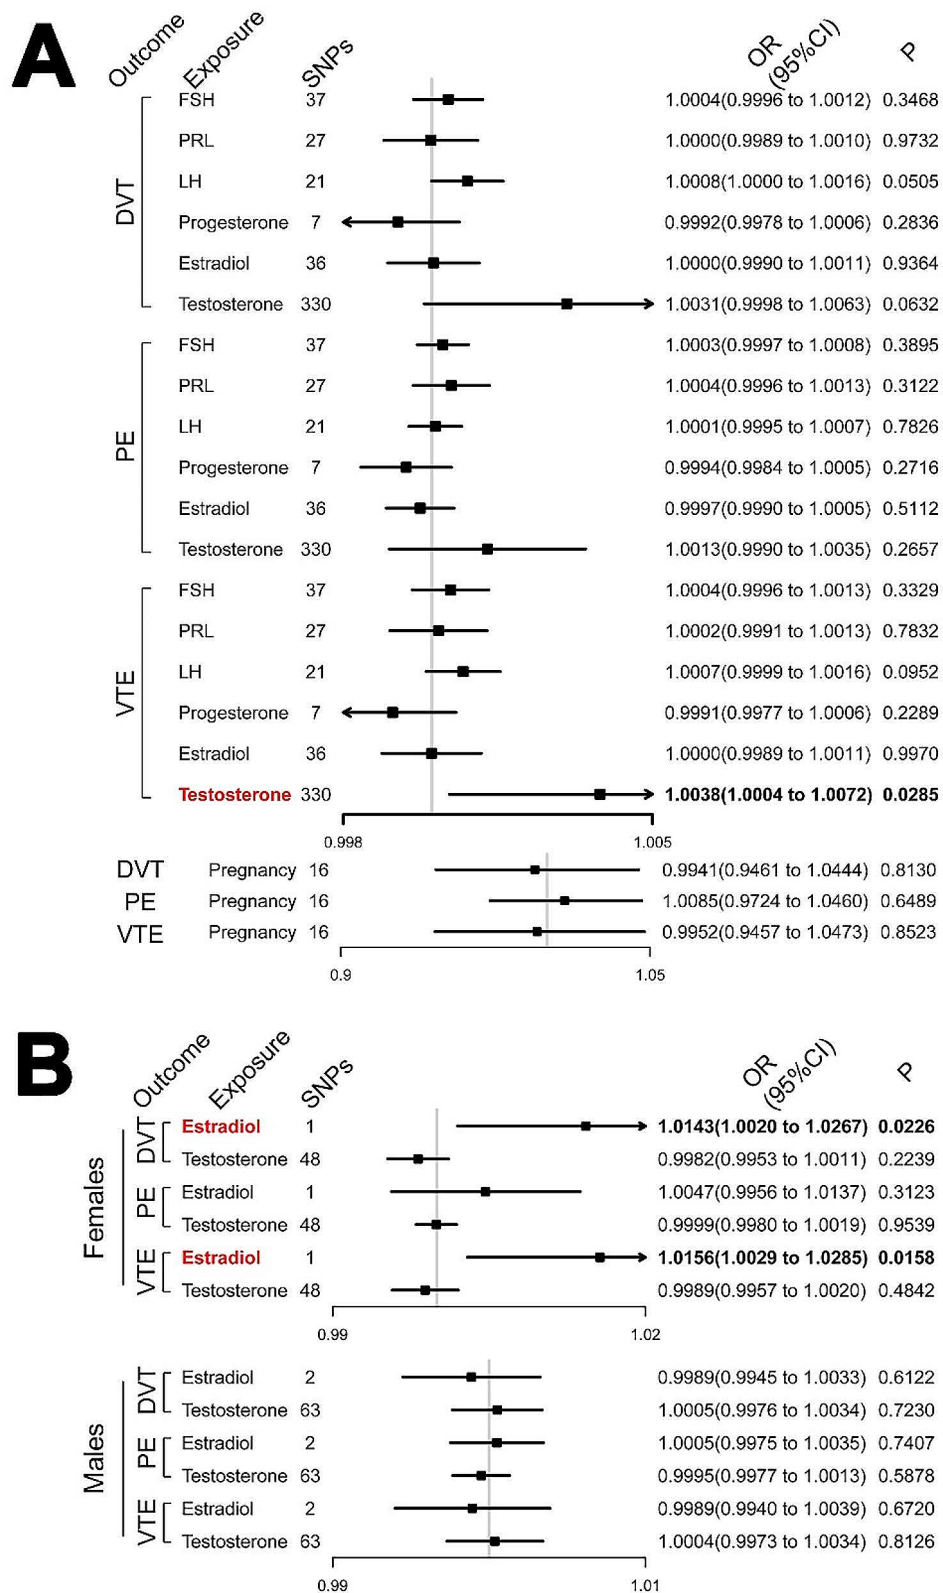 A
Outcome Exposure SNPs OR (95%CI) P
DVT
FSH 37 1.0004(0.9996 to 1.0012) 0.3468
PRL 27 1.0000(0.9989 to 1.0010) 0.9732
LH 21 1.0008(1.0000 to 1.0016) 0.0505
Progesterone 7 0.9992(0.9978 to 1.0006) 0.2836
Estradiol 36 1.0000(0.9990 to 1.0011) 0.9364
Testosterone 330 1.0031(0.9998 to 1.0063) 0.0632
PE
FSH 37 1.0003(0.9997 to 1.0008) 0.3895
PRL 27 1.0004(0.9996 to 1.0013) 0.3122
LH 21 1.0001(0.9995 to 1.0007) 0.7826
Progesterone 7 0.9994(0.9984 to 1.0005) 0.2716
Estradiol 36 0.9997(0.9990 to 1.0005) 0.5112
Testosterone 330 1.0013(0.9990 to 1.0035) 0.2657
VTE
FSH 37 1.0004(0.9996 to 1.0013) 0.3329
PRL 27 1.0002(0.9991 to 1.0013) 0.7832
LH 21 1.0007(0.9999 to 1.0016) 0.0952
Progesterone 7 0.9991(0.9977 to 1.0006) 0.2289
Estradiol 36 1.0000(0.9989 to 1.0011) 0.9970
Testosterone 330 1.0038(1.0004 to 1.0072) 0.0285
0.998 1.005
DVT Pregnancy 16 0.9941(0.9461 to 1.0444) 0.8130
PE Pregnancy 16 1.0085(0.9724 to 1.0460) 0.6489
VTE Pregnancy 16 0.9952(0.9457 to 1.0473) 0.8523
0.9 1.05
B
Outcome Exposure SNPs OR (95%CI) P
Females
DVT
Estradiol 1 1.0143(1.0020 to 1.0267) 0.0226
Testosterone 48 0.9982(0.9953 to 1.0011) 0.2239
PE
Estradiol 1 1.0047(0.9956 to 1.0137) 0.3123
Testosterone 48 0.9999(0.9980 to 1.0019) 0.9539
VTE
Estradiol 1 1.0156(1.0029 to 1.0285) 0.0158
Testosterone 48 0.9989(0.9957 to 1.0020) 0.4842
0.99 1.02
Males
DVT
Estradiol 2 0.9989(0.9945 to 1.0033) 0.6122
Testosterone 63 1.0005(0.9976 to 1.0034) 0.7230
PE
Estradiol 2 1.0005(0.9975 to 1.0035) 0.7407
Testosterone 63 0.9995(0.9977 to 1.0013) 0.5878
VTE
Estradiol 2 0.9989(0.9940 to 1.0039) 0.6720
Testosterone 63 1.0004(0.9973 to 1.0034) 0.8126
0.99 1.01